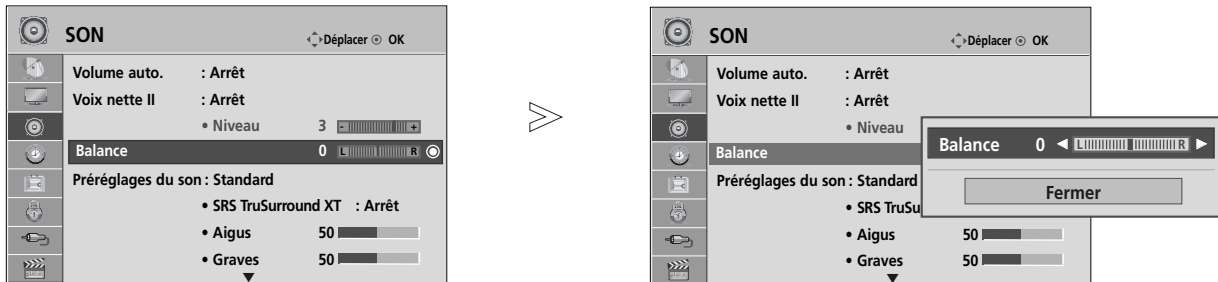 SON
Déplacer OK
Volume auto. : Arrêt
Voix nette II : Arrêt
• Niveau 3 - +
Balance 0 L R
Préréglages du son : Standard
• SRS TruSurround XT : Arrêt
• Aigus 50
• Graves 50
SON
Déplacer OK
Volume auto. : Arrêt
Voix nette II : Arrêt
• Niveau
Balance
Balance 0 L R
Fermer
Préréglages du son : Standard
• SRS TruSu
• Aigus 50
• Graves 50